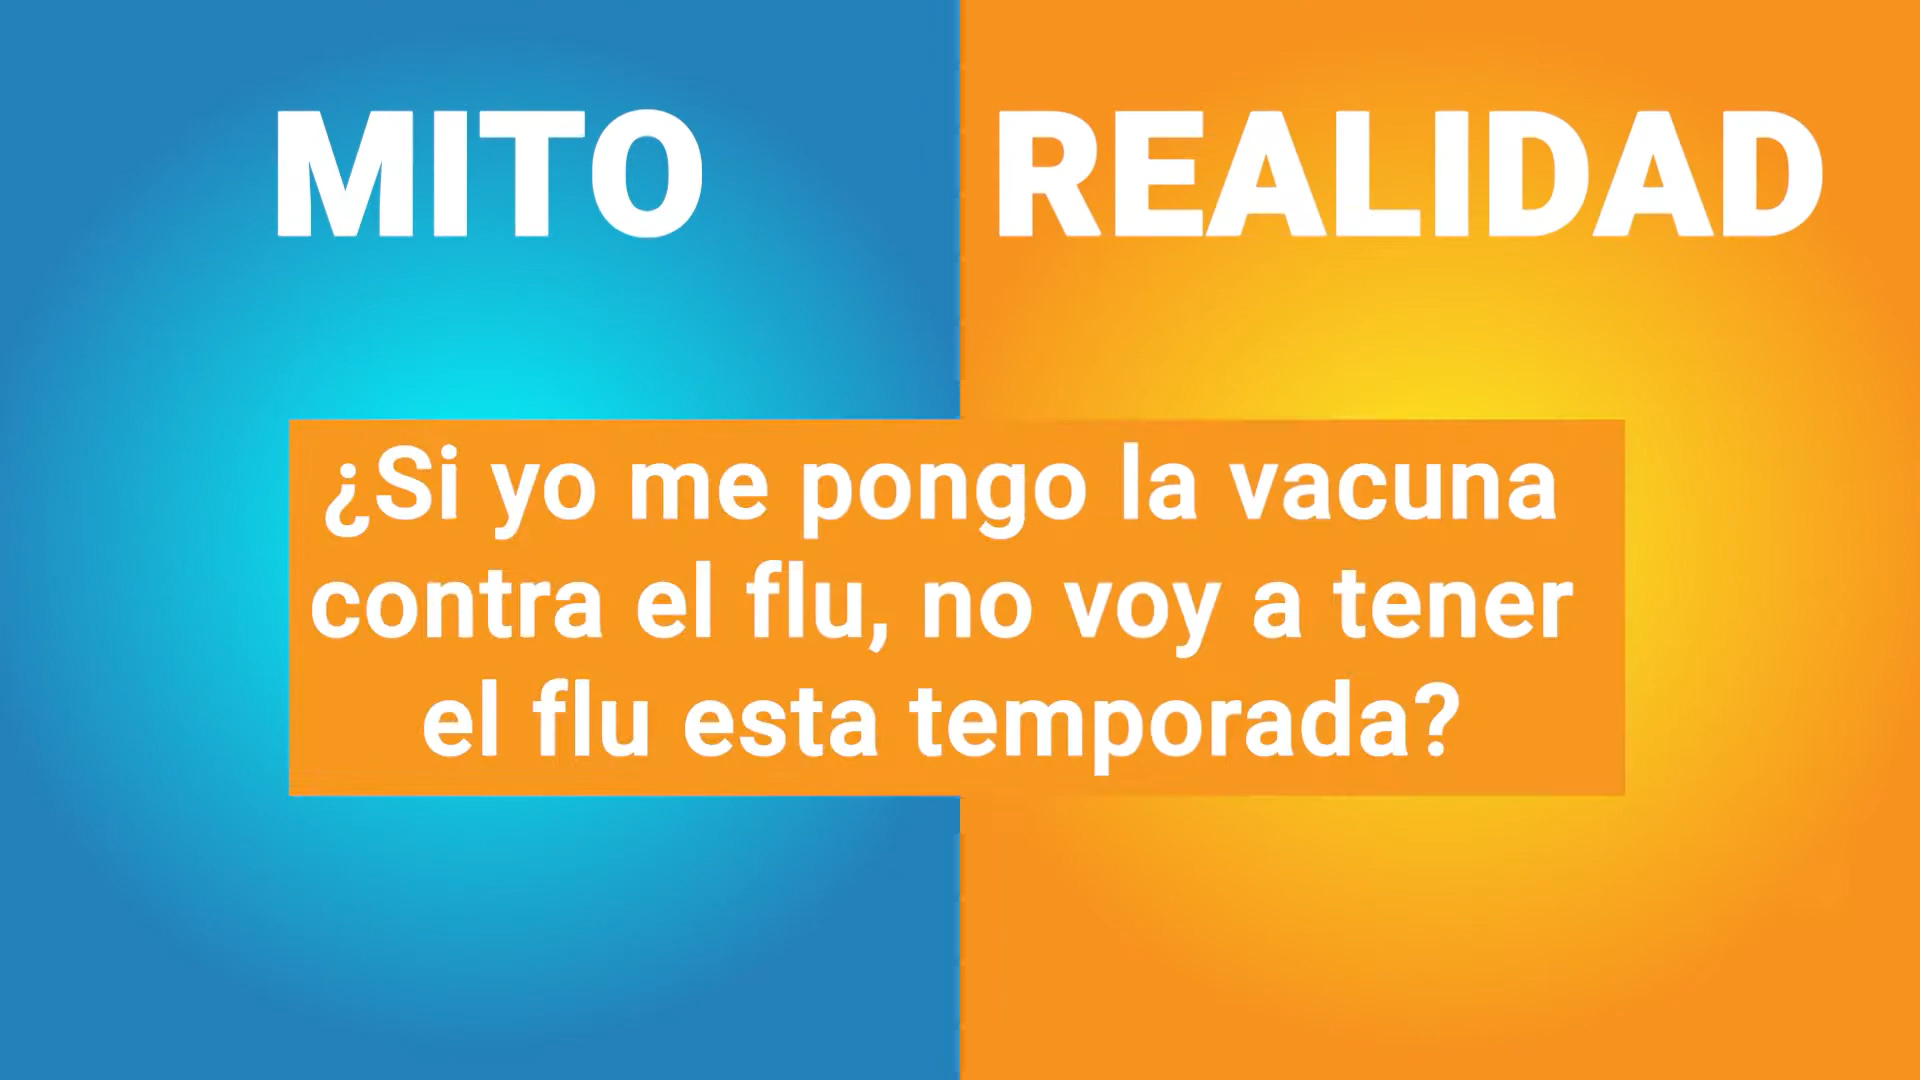 MITO
REALIDAD
¿Si yo me pongo la vacuna
contra el flu, no voy a tener
el flu esta temporada?